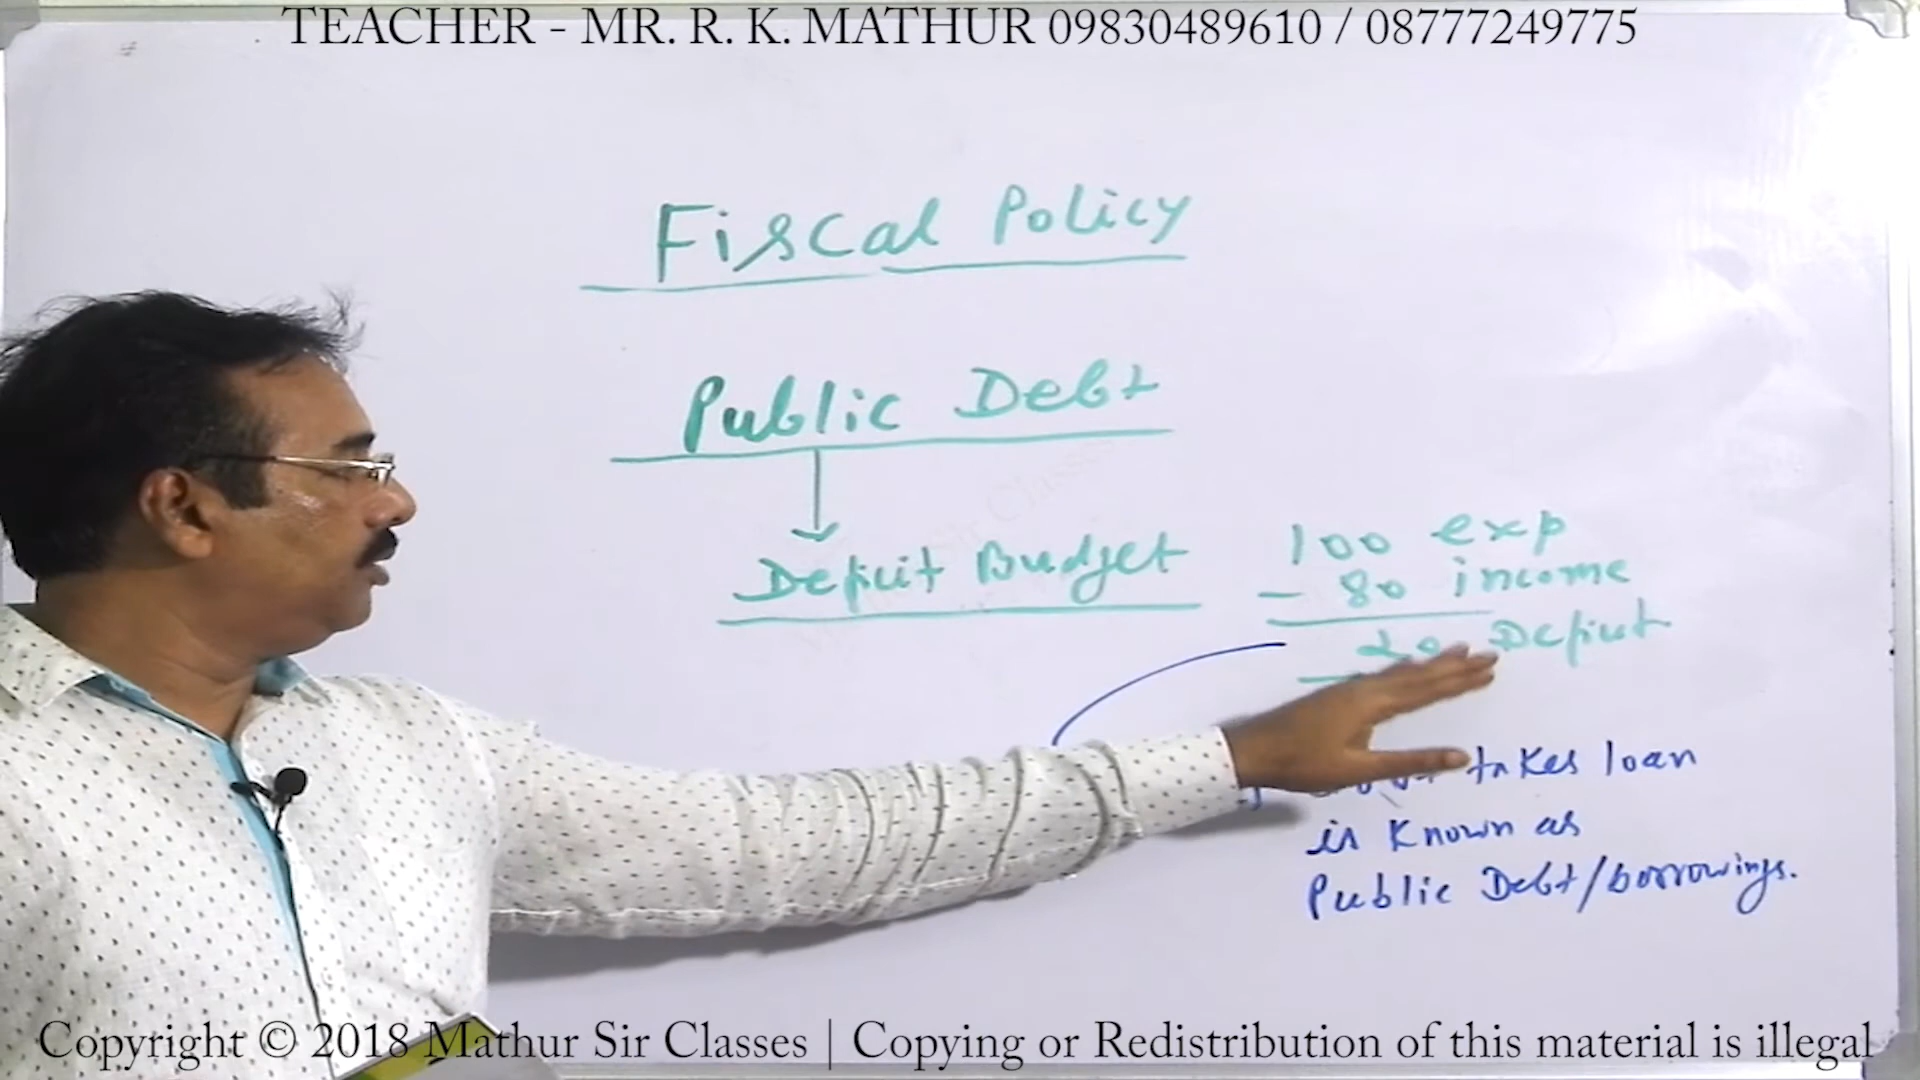 TEACHER - MR. R. K. MATHUR 09830489610 / 08777249775
Fiscal Policy
Public Debt
Deficit Budget
100 exp
- 80 income
20 Deficit
takes loan
is known as
Public Debt/borrowings.
Copyright © 2018 Mathur Sir Classes | Copying or Redistribution of this material is illegal